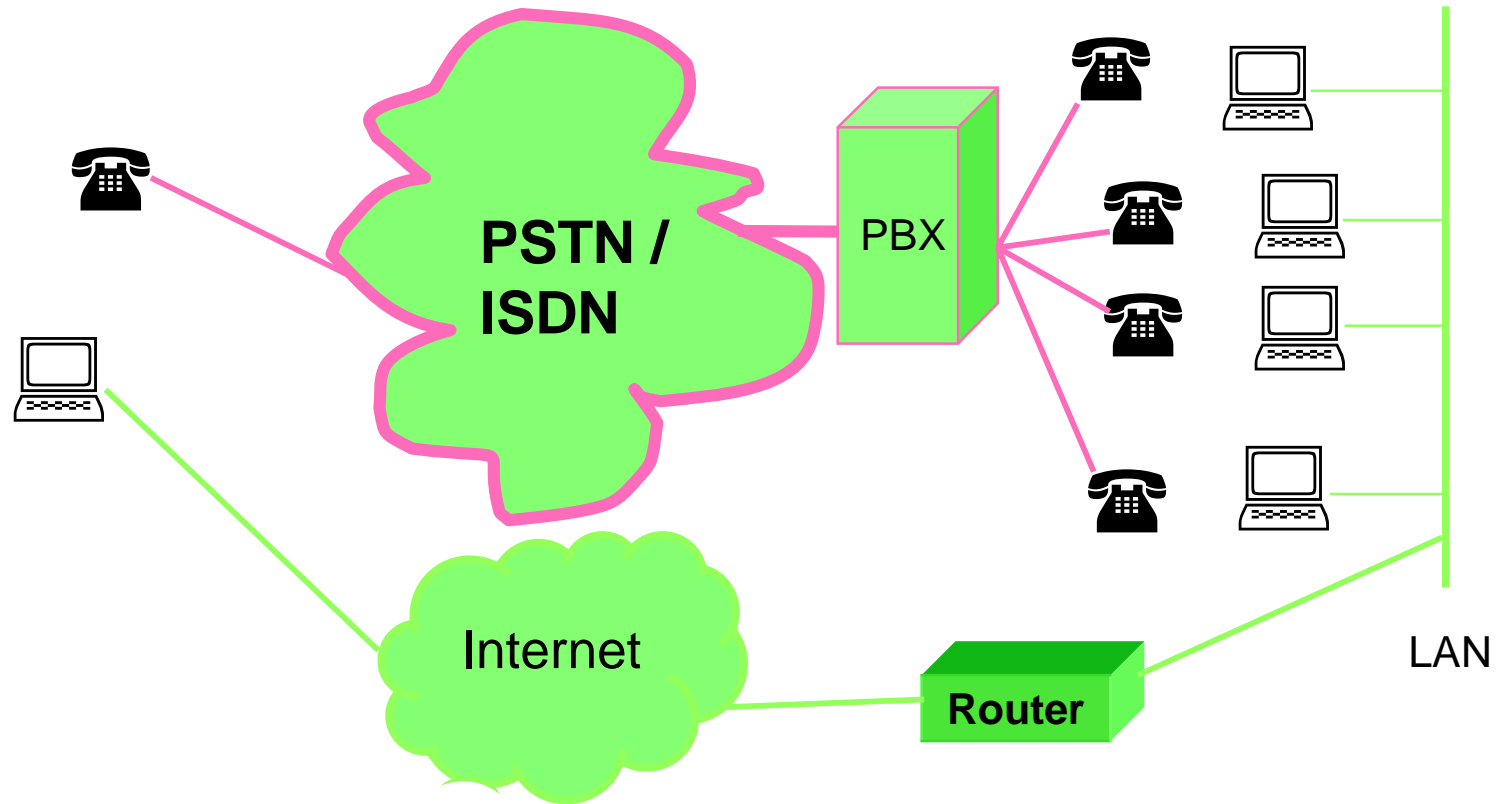 PSTN /
ISDN
PBX
Internet
Router
LAN